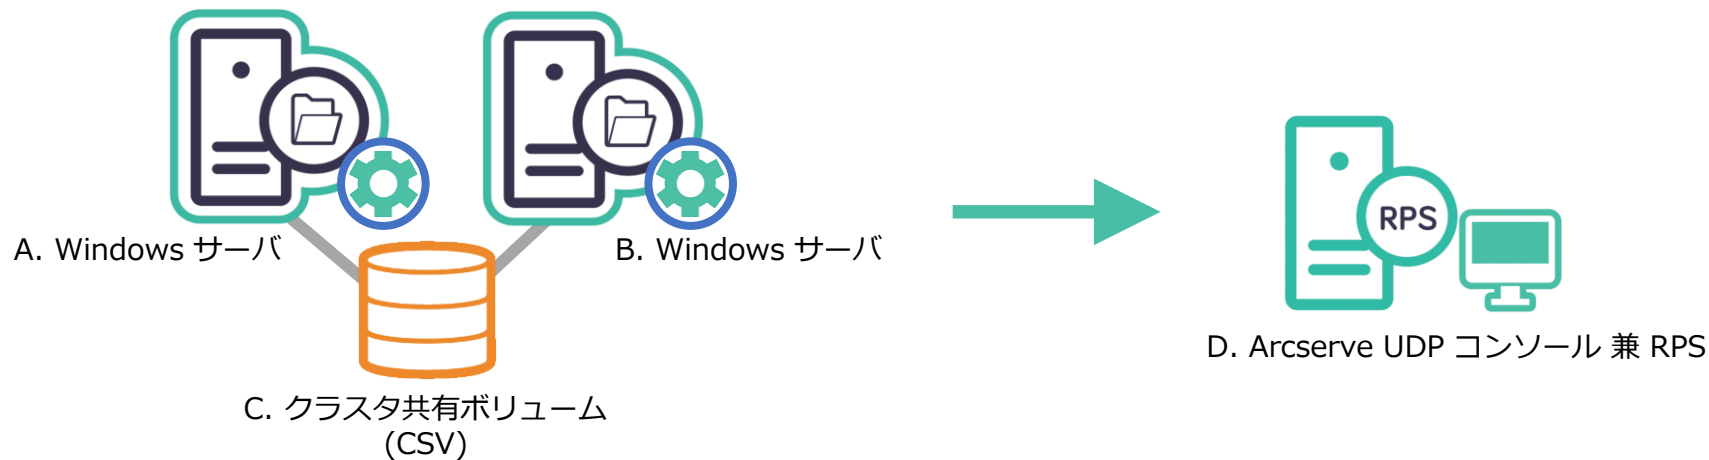 RPS
A. Windows サーバ
B. Windows サーバ
D. Arcserve UDP コンソール 兼 RPS
C. クラスタ共有ボリューム
(CSV)